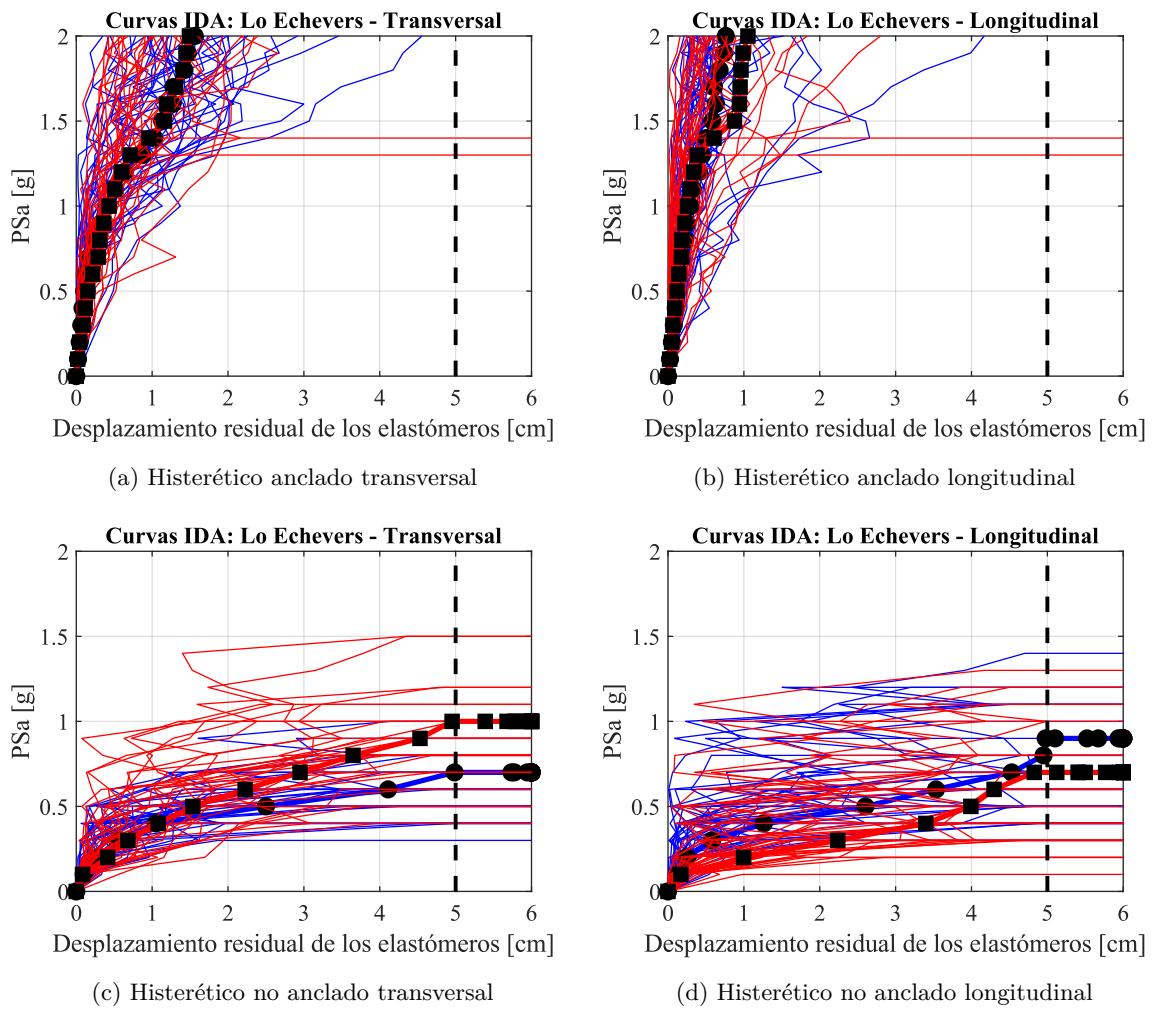 Curvas IDA: Lo Echevers - Transversal
2
1.5
1
0.5
0
PSa [g]
0 1 2 3 4 5 6
Desplazamiento residual de los elastómeros [cm]
(a) Histerético anclado transversal
Curvas IDA: Lo Echevers - Longitudinal
2
1.5
1
0.5
0
PSa [g]
0 1 2 3 4 5 6
Desplazamiento residual de los elastómeros [cm]
(b) Histerético anclado longitudinal
Curvas IDA: Lo Echevers - Transversal
2
1.5
1
0.5
0
PSa [g]
0 1 2 3 4 5 6
Desplazamiento residual de los elastómeros [cm]
(c) Histerético no anclado transversal
Curvas IDA: Lo Echevers - Longitudinal
2
1.5
1
0.5
0
PSa [g]
0 1 2 3 4 5 6
Desplazamiento residual de los elastómeros [cm]
(d) Histerético no anclado longitudinal